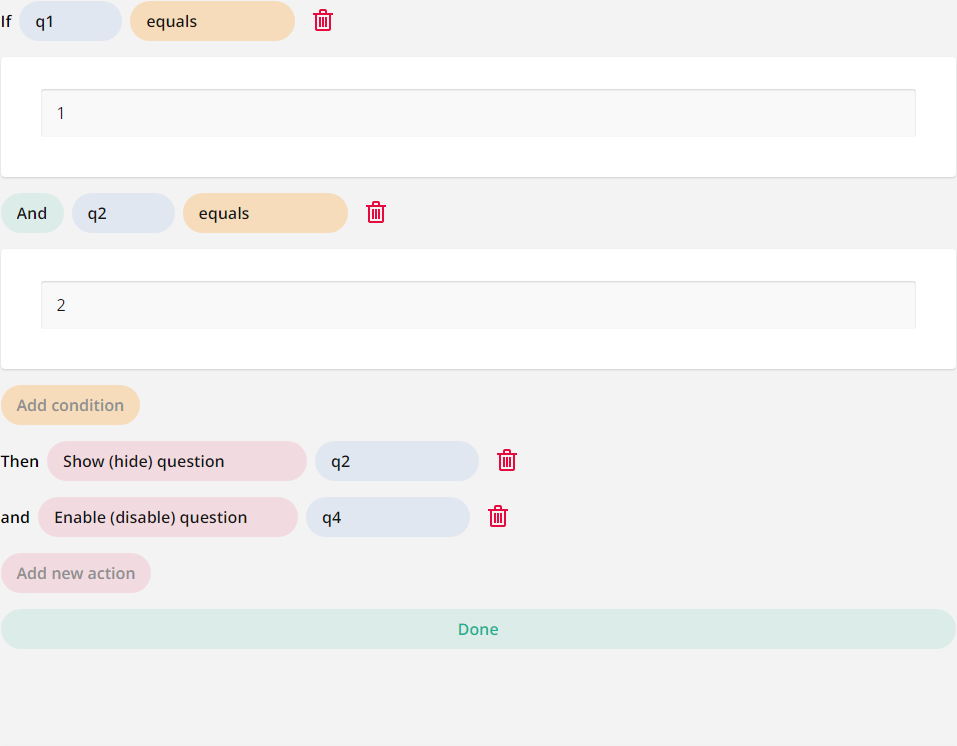 If q1 equals
1
And q2 equals
2
Add condition
Then Show (hide) question q2
and Enable (disable) question q4
Add new action
Done